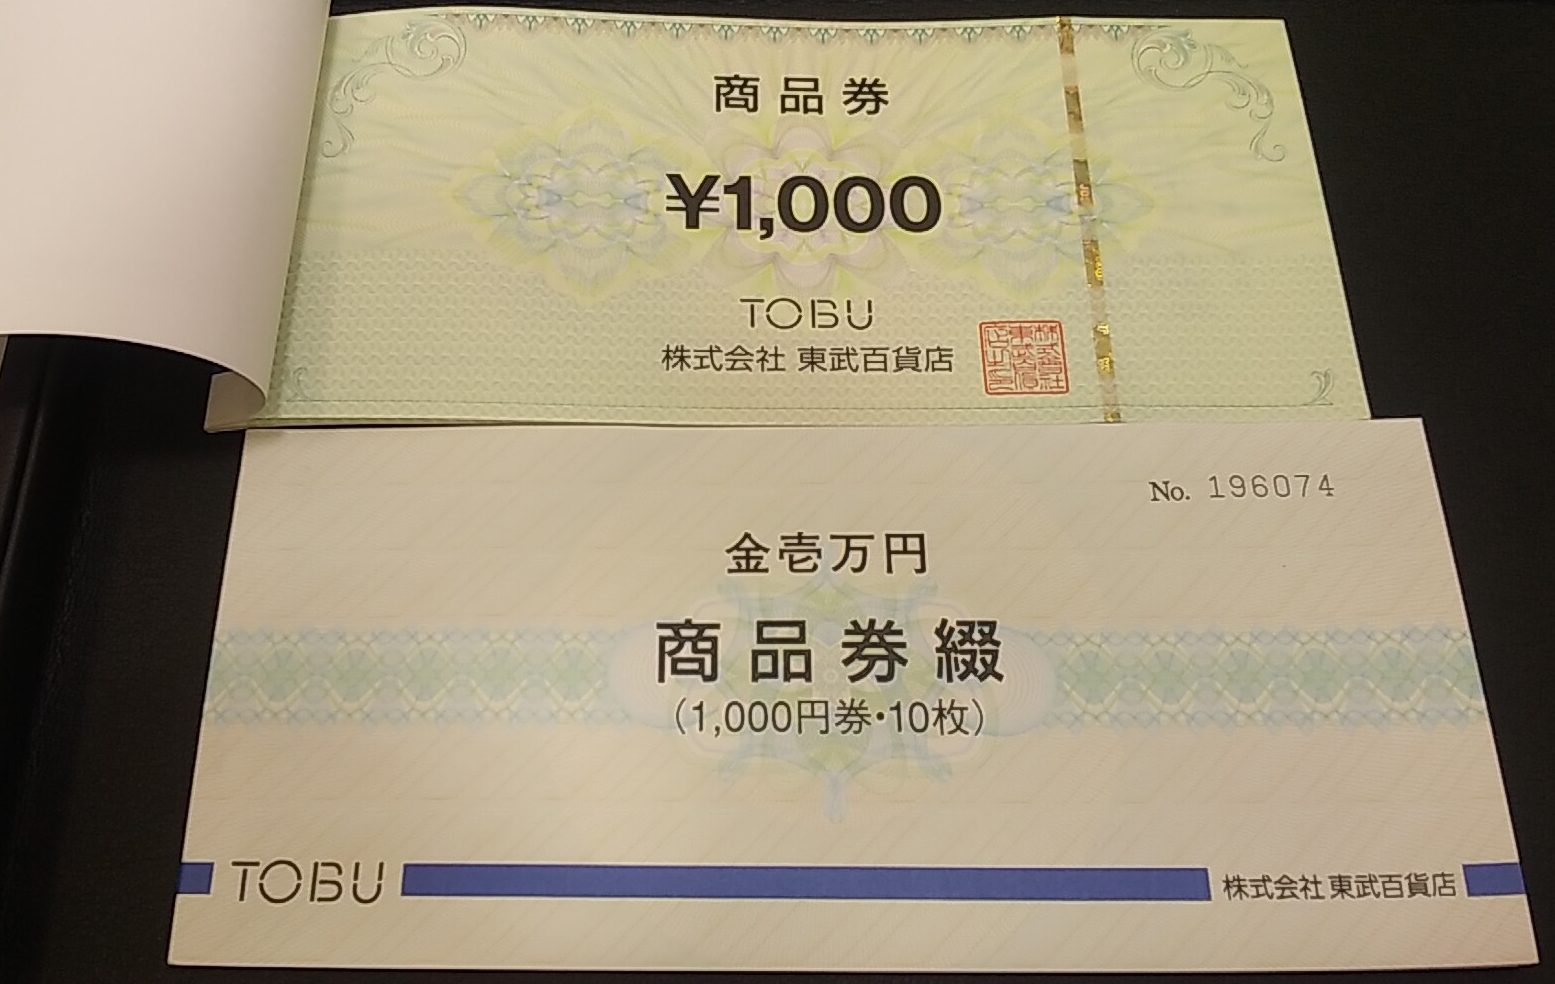 商品券
¥1,000
TOBU
株式会社 東武百貨店
No. 196074
金壱万円
商品券綴
(1,000円券・10枚)
TOBU
株式会社 東武百貨店